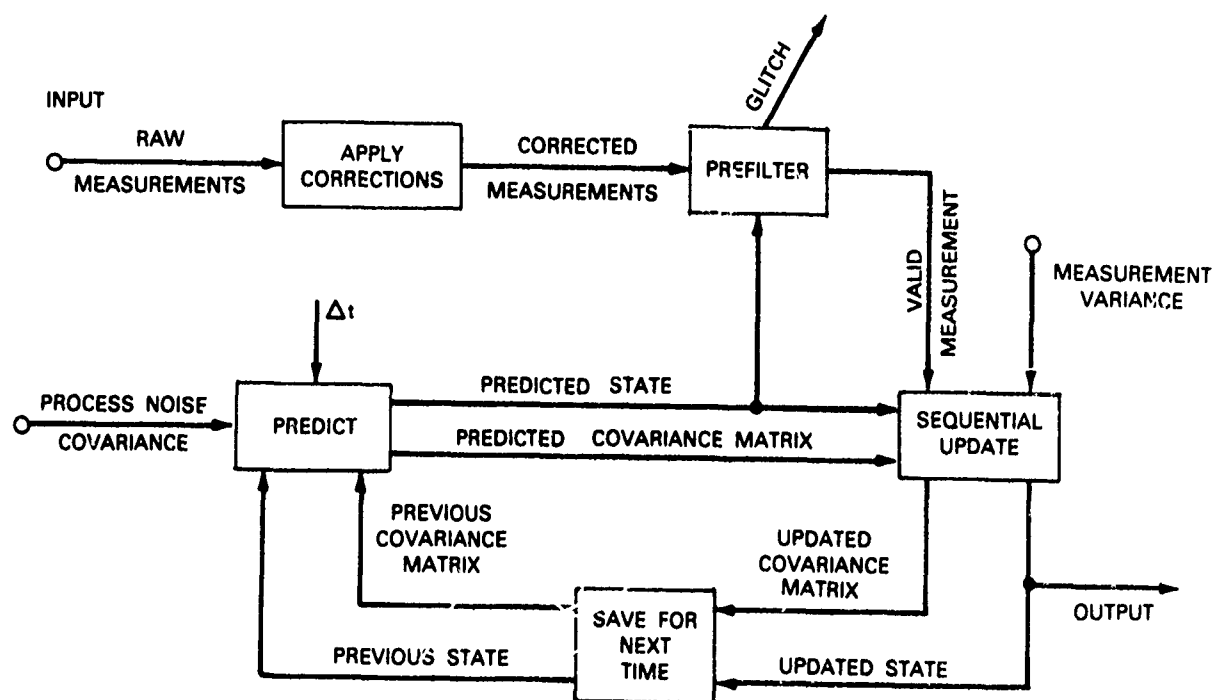 INPUT
RAW
MEASUREMENTS
APPLY
CORRECTIONS
CORRECTED
MEASUREMENTS
PREFILTER
GLITCH
VALID
MEASUREMENT
MEASUREMENT
VARIANCE
Δt
PROCESS NOISE
COVARIANCE
PREDICT
PREDICTED STATE
PREDICTED COVARIANCE MATRIX
SEQUENTIAL
UPDATE
PREVIOUS
COVARIANCE
MATRIX
UPDATED
COVARIANCE
MATRIX
SAVE FOR
NEXT
TIME
OUTPUT
PREVIOUS STATE
UPDATED STATE